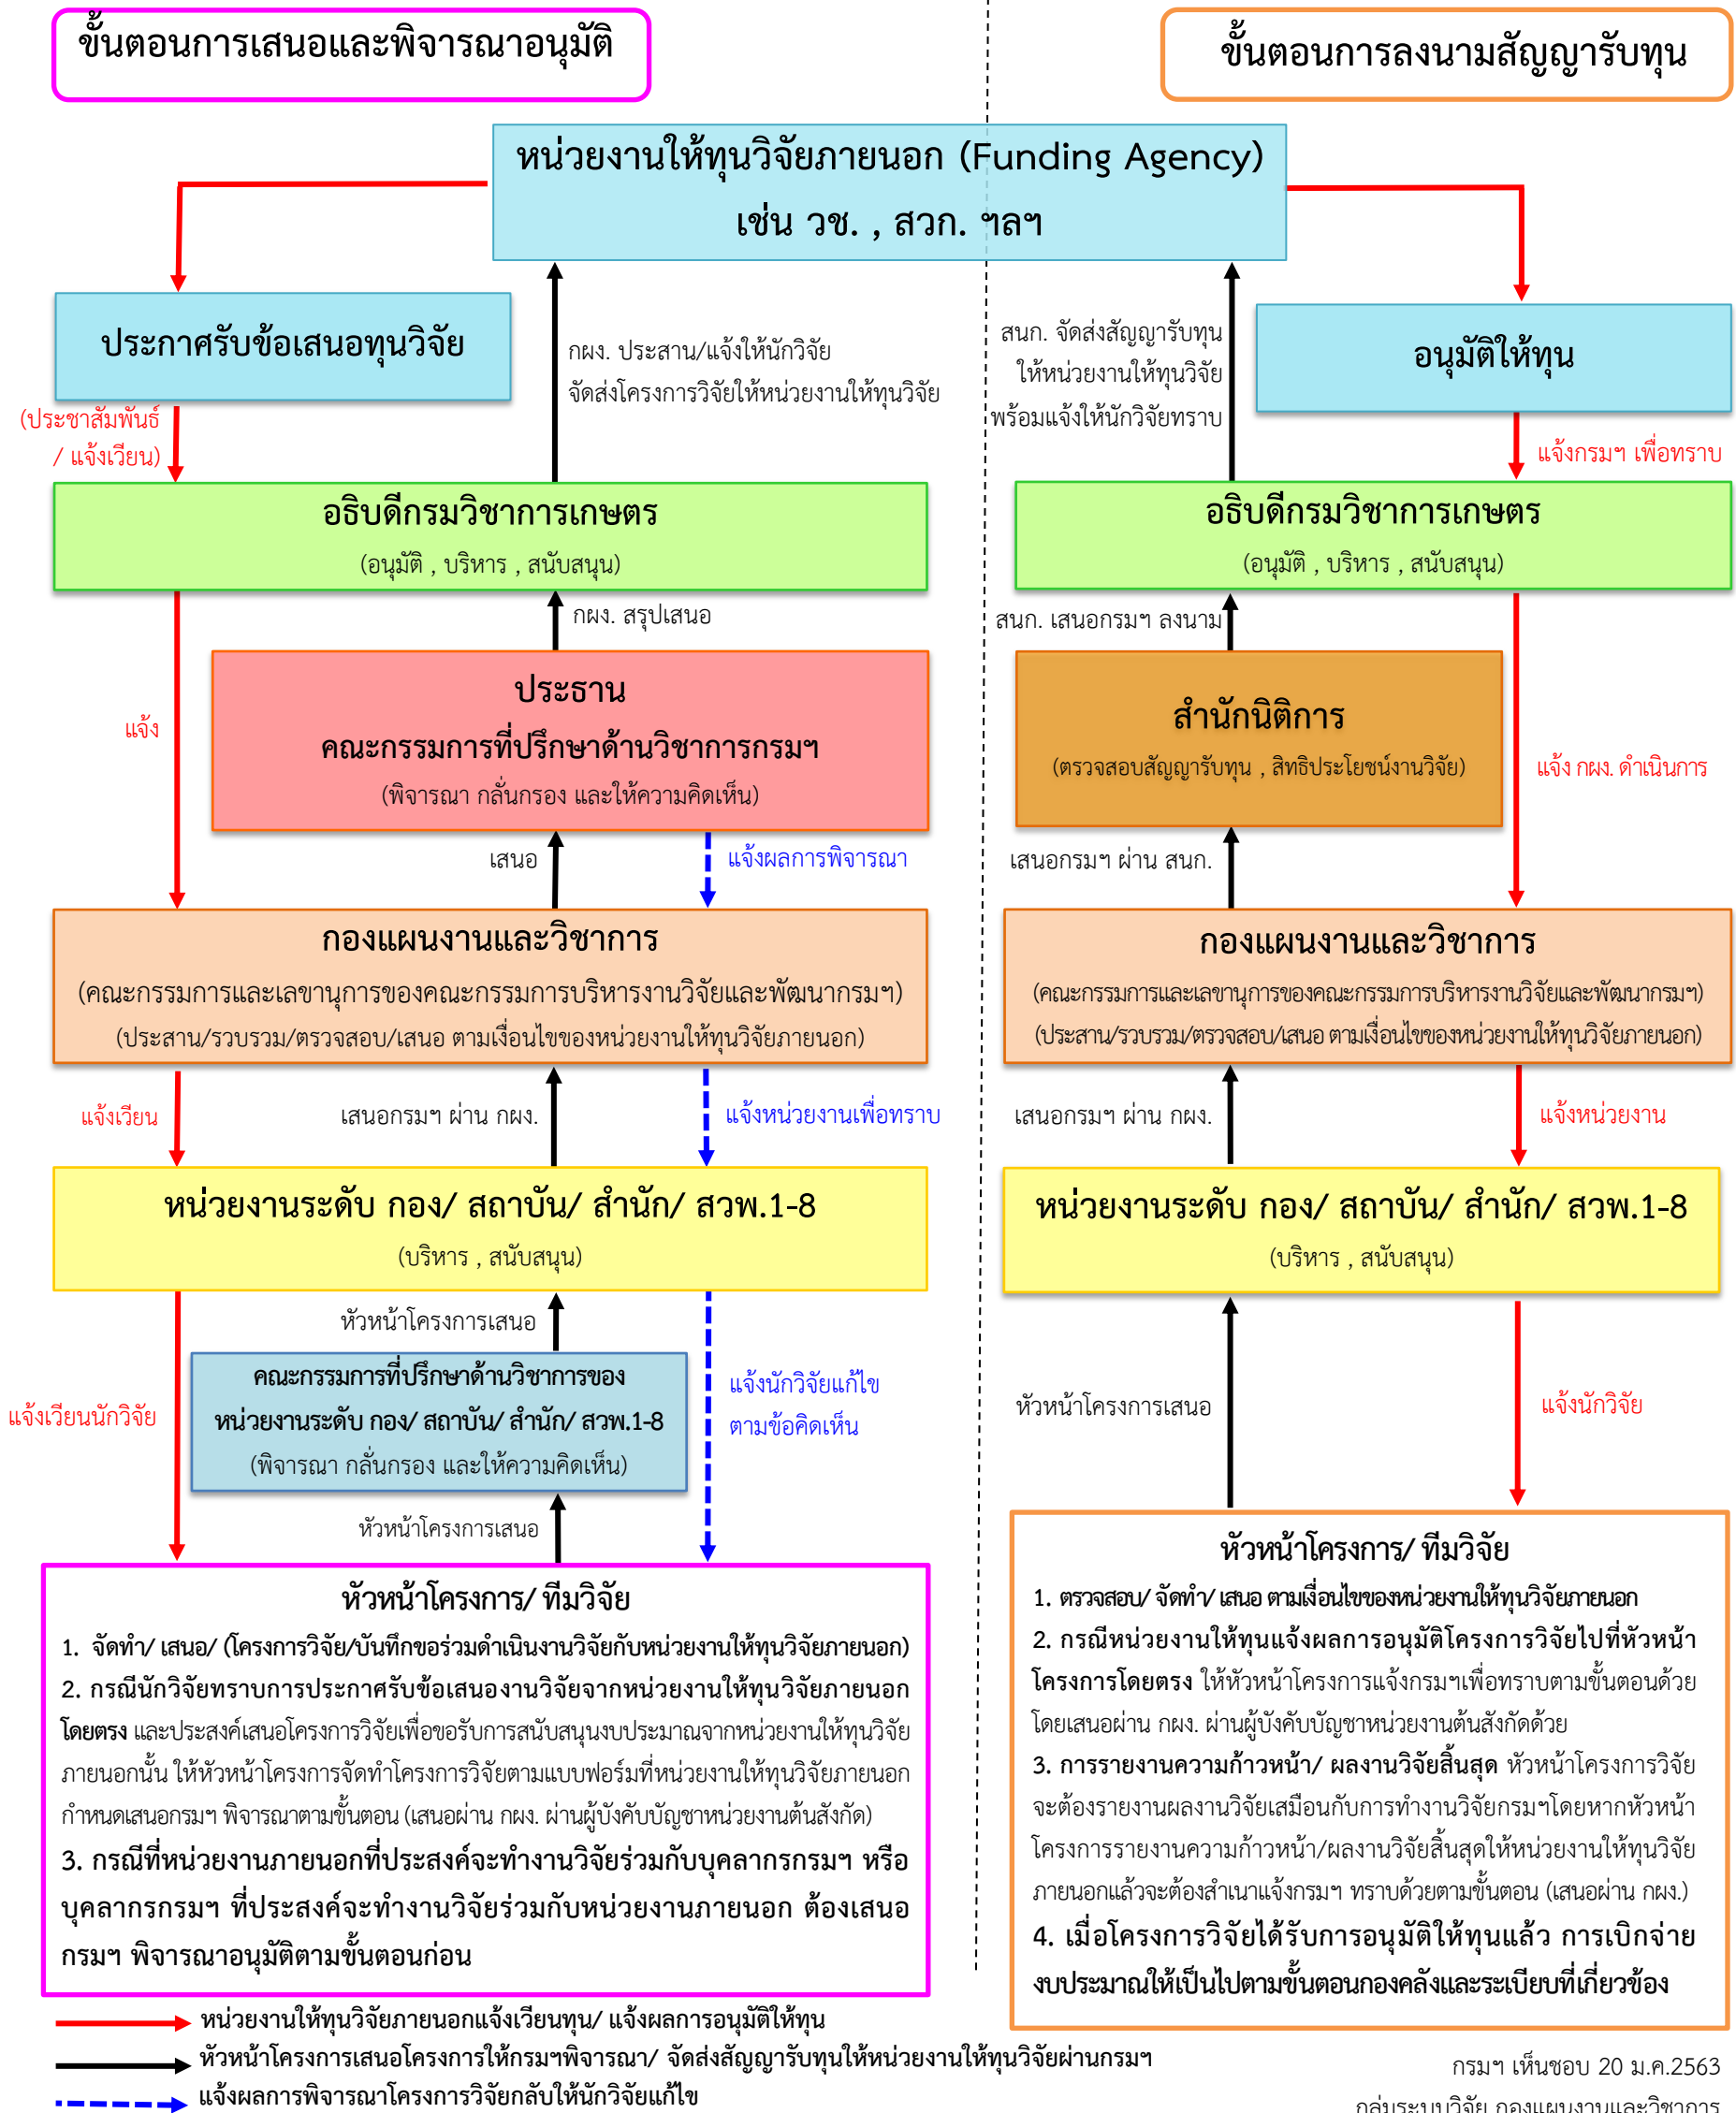 ขั้นตอนการเสนอและพิจารณาอนุมัติ
ขั้นตอนการลงนามสัญญารับทุน
หน่วยงานให้ทุนวิจัยภายนอก (Funding Agency)
เช่น วช. , สวก. ฯลฯ
ประกาศรับข้อเสนอทุนวิจัย
กผง. ประสาน/แจ้งให้นักวิจัย
จัดส่งโครงการวิจัยให้หน่วยงานให้ทุนวิจัย
(ประชาสัมพันธ์
/ แจ้งเวียน)
อธิบดีกรมวิชาการเกษตร
(อนุมัติ , บริหาร , สนับสนุน)
กผง. สรุปเสนอ
แจ้ง
ประธาน
คณะกรรมการที่ปรึกษาด้านวิชาการกรมฯ
(พิจารณา กลั่นกรอง และให้ความคิดเห็น)
เสนอ
แจ้งผลการพิจารณา
กองแผนงานและวิชาการ
(คณะกรรมการและเลขานุการของคณะกรรมการบริหารงานวิจัยและพัฒนากรมฯ)
(ประสาน/รวบรวม/ตรวจสอบ/เสนอ ตามเงื่อนไขของหน่วยงานให้ทุนวิจัยภายนอก)
แจ้งเวียน
เสนอกรมฯ ผ่าน กผง.
แจ้งหน่วยงานเพื่อทราบ
หน่วยงานระดับ กอง/ สถาบัน/ สำนัก/ สวพ.1-8
(บริหาร , สนับสนุน)
หัวหน้าโครงการเสนอ
แจ้งเวียนนักวิจัย
คณะกรรมการที่ปรึกษาด้านวิชาการของ
หน่วยงานระดับ กอง/ สถาบัน/ สำนัก/ สวพ.1-8
(พิจารณา กลั่นกรอง และให้ความคิดเห็น)
แจ้งนักวิจัยแก้ไข
ตามข้อคิดเห็น
หัวหน้าโครงการเสนอ
หัวหน้าโครงการ/ ทีมวิจัย
1. จัดทำ/ เสนอ/ (โครงการวิจัย/บันทึกขอร่วมดำเนินงานวิจัยกับหน่วยงานให้ทุนวิจัยภายนอก)
2. กรณีนักวิจัยทราบการประกาศรับข้อเสนองานวิจัยจากหน่วยงานให้ทุนวิจัยภายนอก
โดยตรง และประสงค์เสนอโครงการวิจัยเพื่อขอรับการสนับสนุนงบประมาณจากหน่วยงานให้ทุนวิจัย
ภายนอกนั้น ให้หัวหน้าโครงการจัดทำโครงการวิจัยตามแบบฟอร์มที่หน่วยงานให้ทุนวิจัยภายนอก
กำหนดเสนอกรมฯ พิจารณาตามขั้นตอน (เสนอผ่าน กผง. ผ่านผู้บังคับบัญชาหน่วยงานต้นสังกัด)
3. กรณีที่หน่วยงานภายนอกที่ประสงค์จะทำงานวิจัยร่วมกับบุคลากรกรมฯ หรือ
บุคลากรกรมฯ ที่ประสงค์จะทำงานวิจัยร่วมกับหน่วยงานภายนอก ต้องเสนอ
กรมฯ พิจารณาอนุมัติตามขั้นตอนก่อน
สนก. จัดส่งสัญญารับทุน
ให้หน่วยงานให้ทุนวิจัย
พร้อมแจ้งให้นักวิจัยทราบ
อนุมัติให้ทุน
แจ้งกรมฯ เพื่อทราบ
อธิบดีกรมวิชาการเกษตร
(อนุมัติ , บริหาร , สนับสนุน)
สนก. เสนอกรมฯ ลงนาม
สำนักนิติการ
(ตรวจสอบสัญญารับทุน , สิทธิประโยชน์งานวิจัย)
แจ้ง กผง. ดำเนินการ
เสนอกรมฯ ผ่าน สนก.
กองแผนงานและวิชาการ
(คณะกรรมการและเลขานุการของคณะกรรมการบริหารงานวิจัยและพัฒนากรมฯ)
(ประสาน/รวบรวม/ตรวจสอบ/เสนอ ตามเงื่อนไขของหน่วยงานให้ทุนวิจัยภายนอก)
เสนอกรมฯ ผ่าน กผง.
แจ้งหน่วยงาน
หน่วยงานระดับ กอง/ สถาบัน/ สำนัก/ สวพ.1-8
(บริหาร , สนับสนุน)
หัวหน้าโครงการเสนอ
แจ้งนักวิจัย
หัวหน้าโครงการ/ ทีมวิจัย
1. ตรวจสอบ/ จัดทำ/ เสนอ ตามเงื่อนไขของหน่วยงานให้ทุนวิจัยภายนอก
2. กรณีหน่วยงานให้ทุนแจ้งผลการอนุมัติโครงการวิจัยไปที่หัวหน้า
โครงการโดยตรง ให้หัวหน้าโครงการแจ้งกรมฯเพื่อทราบตามขั้นตอนด้วย
โดยเสนอผ่าน กผง. ผ่านผู้บังคับบัญชาหน่วยงานต้นสังกัดด้วย
3. การรายงานความก้าวหน้า/ ผลงานวิจัยสิ้นสุด หัวหน้าโครงการวิจัย
จะต้องรายงานผลงานวิจัยเสมือนกับการทำงานวิจัยกรมฯโดยหากหัวหน้า
โครงการรายงานความก้าวหน้า/ผลงานวิจัยสิ้นสุดให้หน่วยงานให้ทุนวิจัย
ภายนอกแล้วจะต้องสำเนาแจ้งกรมฯ ทราบด้วยตามขั้นตอน (เสนอผ่าน กผง.)
4. เมื่อโครงการวิจัยได้รับการอนุมัติให้ทุนแล้ว การเบิกจ่าย
งบประมาณให้เป็นไปตามขั้นตอนกองคลังและระเบียบที่เกี่ยวข้อง
หน่วยงานให้ทุนวิจัยภายนอกแจ้งเวียนทุน/ แจ้งผลการอนุมัติให้ทุน
หัวหน้าโครงการเสนอโครงการให้กรมฯพิจารณา/ จัดส่งสัญญารับทุนให้หน่วยงานให้ทุนวิจัยผ่านกรมฯ
แจ้งผลการพิจารณาโครงการวิจัยกลับให้นักวิจัยแก้ไข
กรมฯ เห็นชอบ 20 ม.ค.2563
กลุ่มระบบวิจัย กองแผนงานและวิชาการ